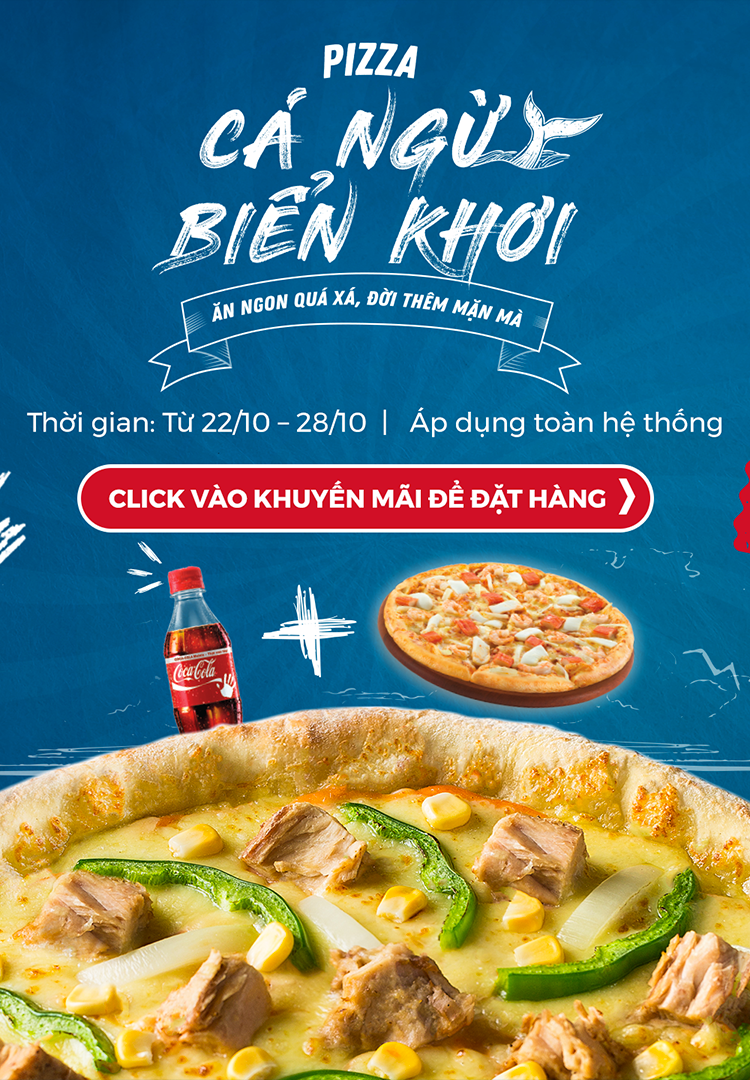 PIZZA
CÁ NGỪ
BIỂN KHƠI
ĂN NGON QUÁ XÁ, ĐỜI THÊM MẶN MÀ
Thời gian: Từ 22/10 – 28/10 | Áp dụng toàn hệ thống
CLICK VÀO KHUYẾN MÃI ĐỂ ĐẶT HÀNG ❯
Coca-Cola